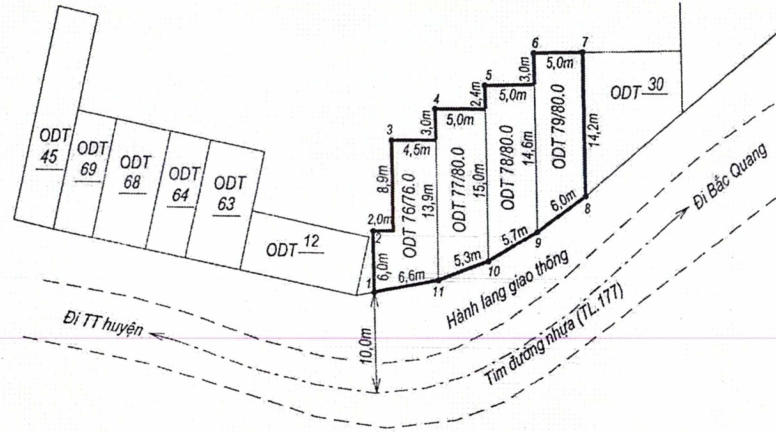 ODT
45
ODT
69
ODT
68
ODT
64
ODT
63
ODT 12
6
7
5,0m
3,0m
ODT 30
5
5,0m
2,4m
4
5,0m
3,0m
3
4,5m
8,9m
ODT 76/76.0
13,9m
ODT 77/80.0
15,0m
ODT 78/80.0
14,6m
ODT 79/80.0
14,2m
2,0m
2
6,0m
1
6,6m
11
5,3m
10
5,7m
9
6,0m
8
Hành lang giao thông
Đi Bắc Quang
Đi TT huyện
10,0m
Tim đường nhựa (TL.177)